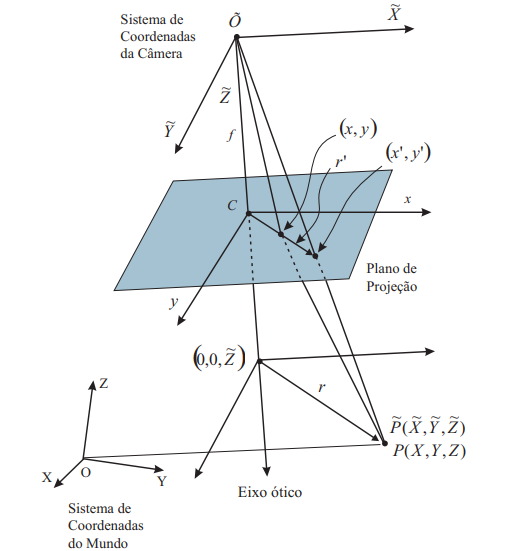 Sistema de
Coordenadas
da Câmera
Õ
X̃
Z̃
Ỹ
f
(x, y)
r'
(x', y')
C
x
Plano de
Projeção
y
(0,0, Z̃)
r
Z
P̃(X̃,Ỹ,Z̃)
P(X,Y,Z)
X
O
Y
Eixo ótico
Sistema de
Coordenadas
do Mundo